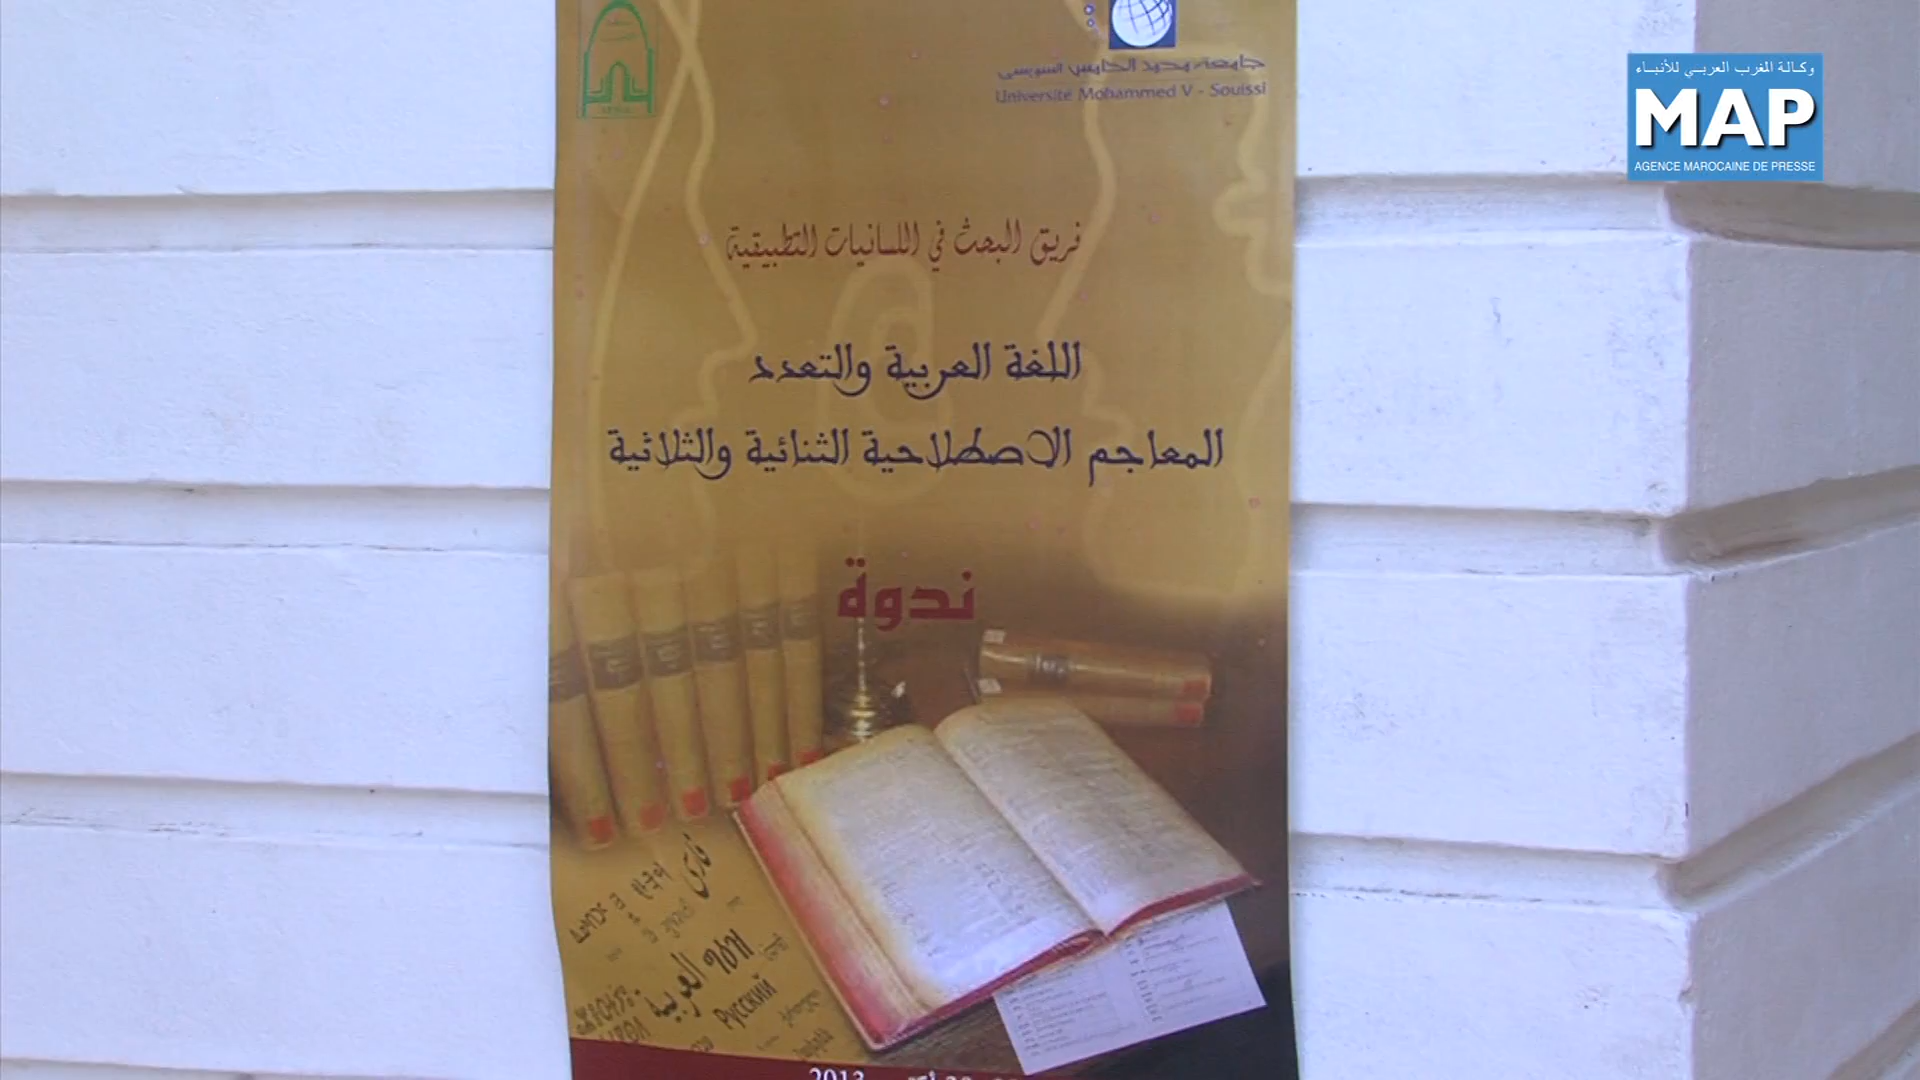 وكالة المغرب العربي للأنباء
MAP
AGENCE MAROCAINE DE PRESSE
جامعة محمد الخامس السويسي
Université Mohammed V - Souissi
فريق البحث في اللسانيات التطبيقية
اللغة العربية والتعدد
المعاجم الاصطلاحية الثنائية والثلاثية
ندوة
العربية
Русский
2013